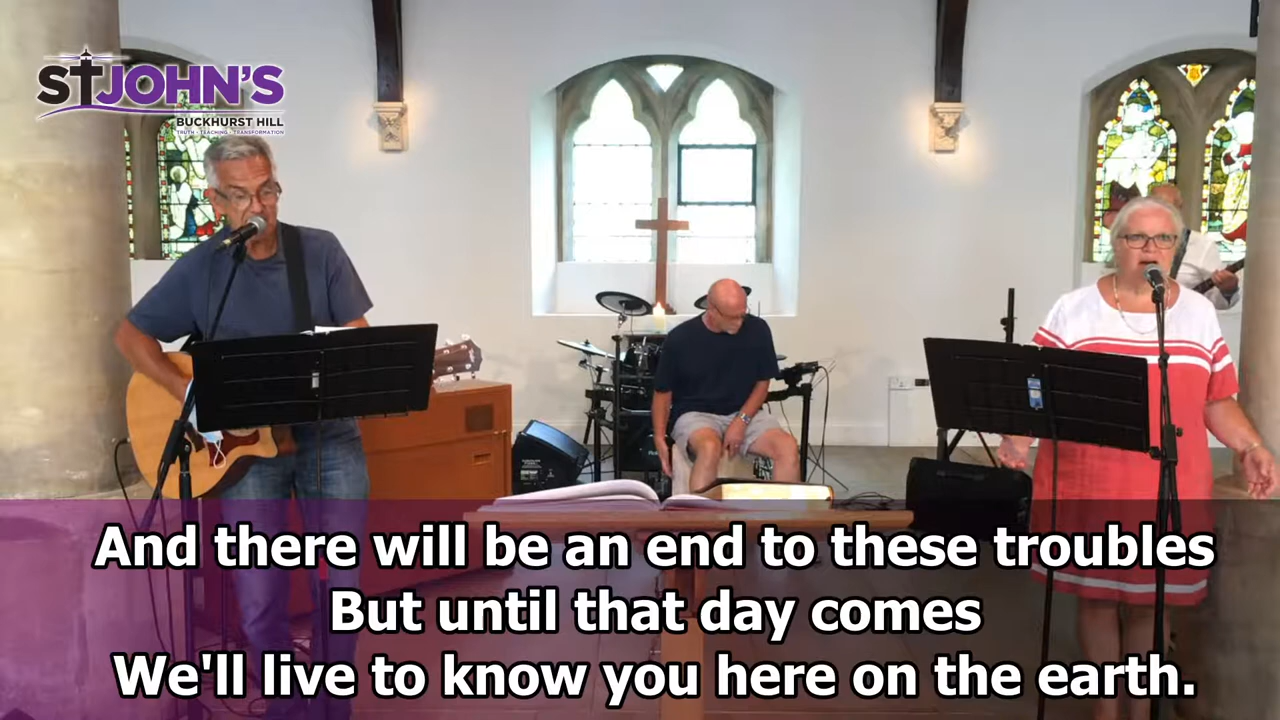 ST JOHN'S
BUCKHURST HILL
TRUTH • TEACHING • TRANSFORMATION
And there will be an end to these troubles
But until that day comes
We'll live to know you here on the earth.